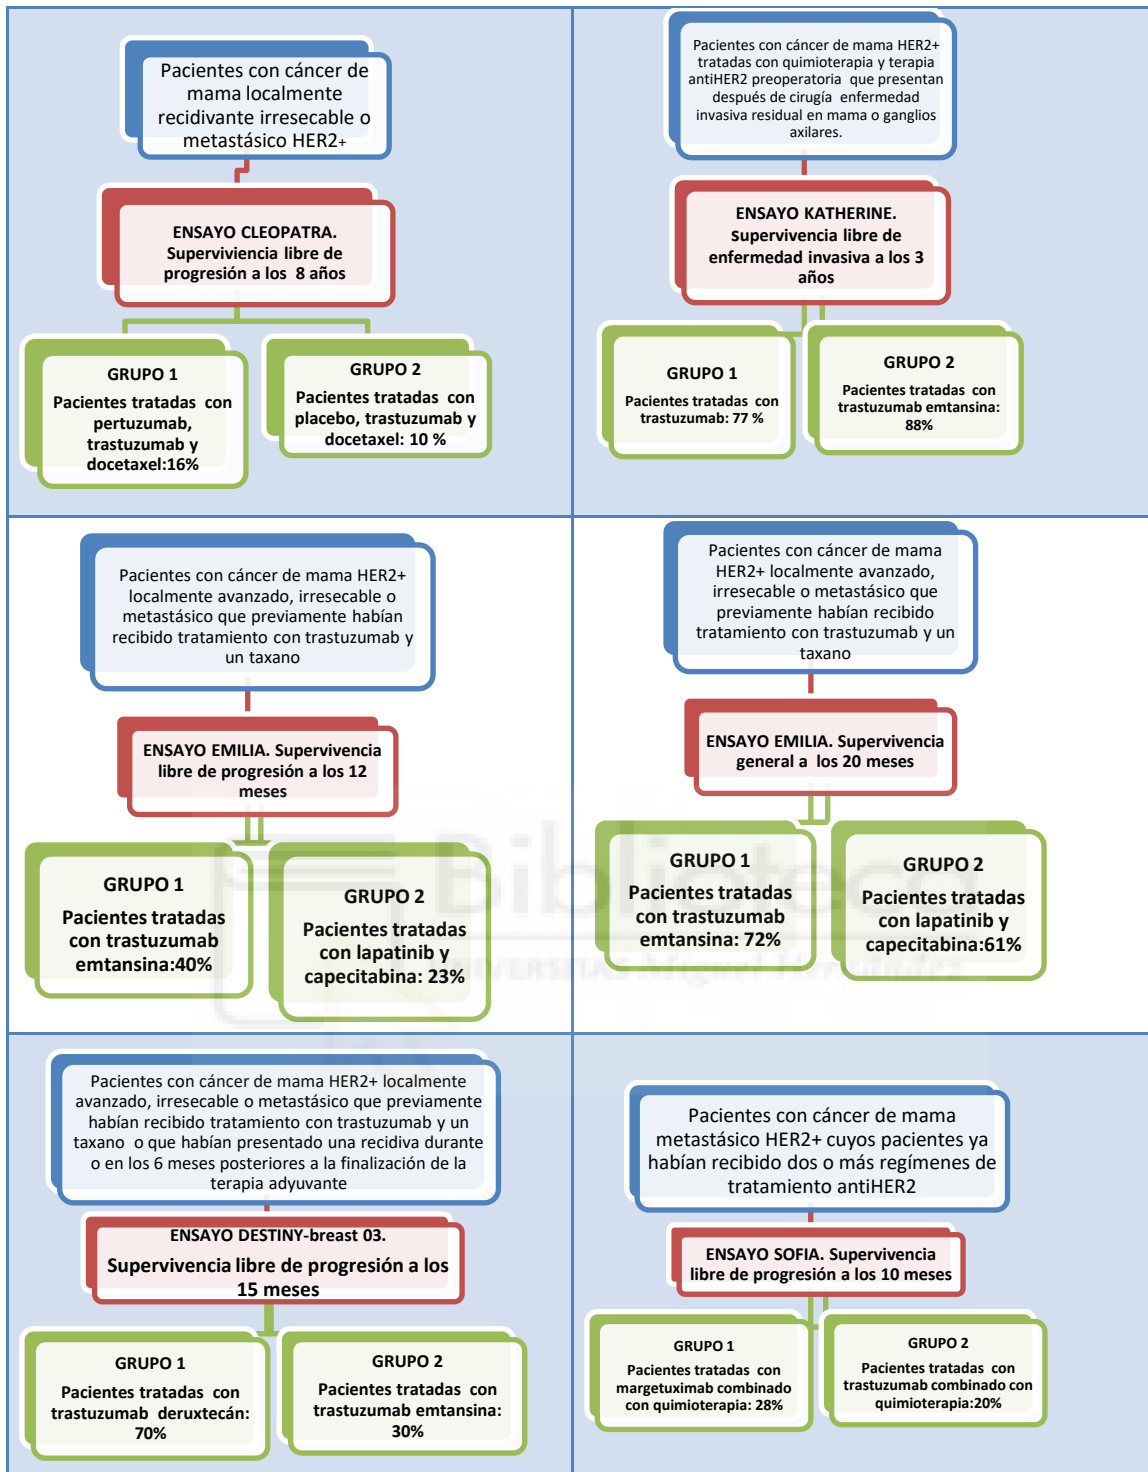 Pacientes con cáncer de
mama localmente
recidivante irresecable o
metastásico HER2+
ENSAYO CLEOPATRA.
Superviviencia libre de
progresión a los 8 años
GRUPO 1
Pacientes tratadas con
pertuzumab,
trastuzumab y
docetaxel:16%
GRUPO 2
Pacientes tratadas con
placebo, trastuzumab y
docetaxel: 10 %
Pacientes con cáncer de mama HER2+
tratadas con quimioterapia y terapia
antiHER2 preoperatoria que presentan
después de cirugía enfermedad
invasiva residual en mama o ganglios
axilares.
ENSAYO KATHERINE.
Supervivencia libre de
enfermedad invasiva a los 3
años
GRUPO 1
Pacientes tratadas con
trastuzumab: 77 %
GRUPO 2
Pacientes tratadas con
trastuzumab emtansina:
88%
Pacientes con cáncer de mama HER2+
localmente avanzado, irresecable o
metastásico que previamente habían
recibido tratamiento con trastuzumab y
un taxano
ENSAYO EMILIA. Supervivencia
libre de progresión a los 12
meses
GRUPO 1
Pacientes tratadas
con trastuzumab
emtansina:40%
GRUPO 2
Pacientes tratadas
con lapatinib y
capecitabina: 23%
Pacientes con cáncer de mama
HER2+ localmente avanzado,
irresecable o metastásico que
previamente habían recibido
tratamiento con trastuzumab y un
taxano
ENSAYO EMILIA. Supervivencia
general a los 20 meses
GRUPO 1
Pacientes tratadas
con trastuzumab
emtansina: 72%
GRUPO 2
Pacientes tratadas
con lapatinib y
capecitabina:61%
Biblioteca
UNIVERSITAS Miguel Hernández
Pacientes con cáncer de mama HER2+ localmente
avanzado, irresecable o metastásico que previamente
habían recibido tratamiento con trastuzumab y un
taxano o que habían presentado una recidiva durante
o en los 6 meses posteriores a la finalización de la
terapia adyuvante
ENSAYO DESTINY-breast 03.
Supervivencia libre de progresión a los
15 meses
GRUPO 1
Pacientes tratadas con
trastuzumab deruxtecán:
70%
GRUPO 2
Pacientes tratadas con
trastuzumab emtansina:
30%
Pacientes con cáncer de mama
metastásico HER2+ cuyos pacientes ya
habían recibido dos o más regímenes de
tratamiento antiHER2
ENSAYO SOFIA. Supervivencia
libre de progresión a los 10 meses
GRUPO 1
Pacientes tratadas con
margetuximab combinado
con quimioterapia: 28%
GRUPO 2
Pacientes tratadas con
trastuzumab combinado con
quimioterapia:20%